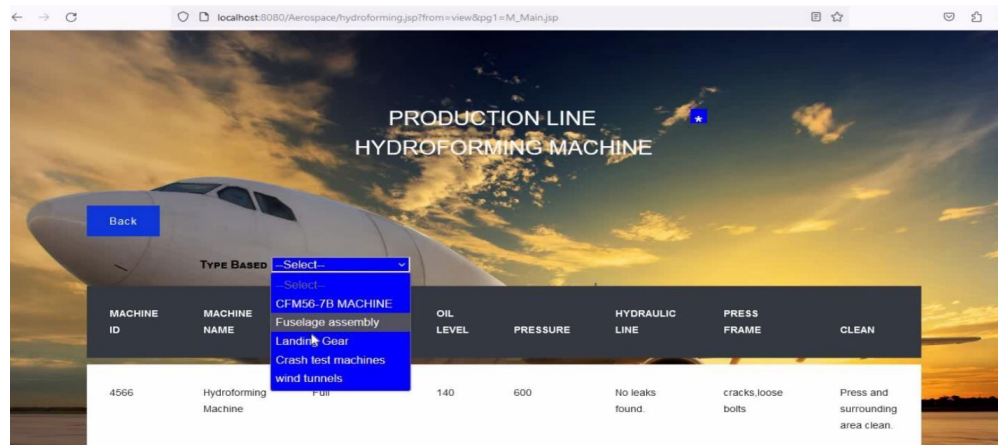 localhost:8080/Aerospace/hydroforming.jsp?from=view&pg1=M_Main.jsp
PRODUCTION LINE *
HYDROFORMING MACHINE
Back
TYPE BASED --Select--
--Select--
CFM56-7B MACHINE
Fuselage assembly
Landing Gear
Crash test machines
wind tunnels
MACHINE ID
MACHINE NAME
OIL LEVEL
PRESSURE
HYDRAULIC LINE
PRESS FRAME
CLEAN
4566
Hydroforming Machine
Full
140
600
No leaks found.
cracks,loose bolts
Press and surrounding area clean.